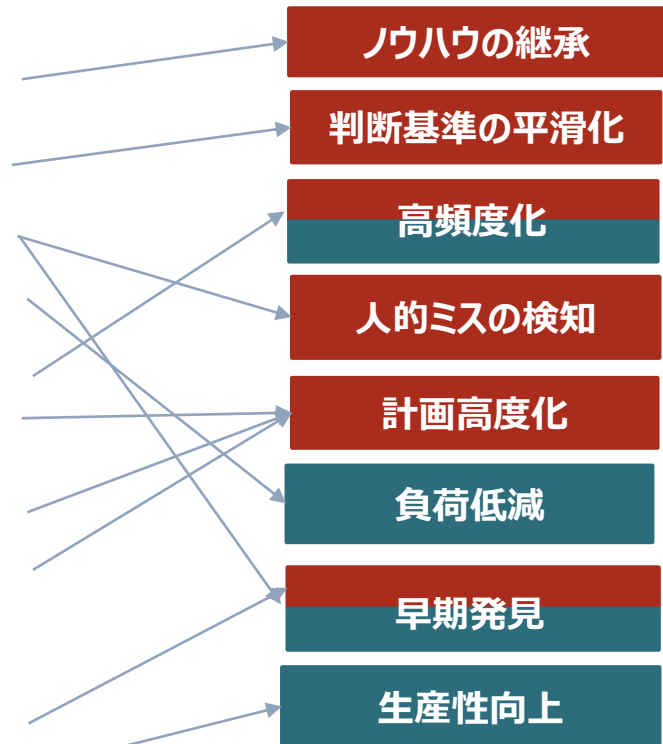 ノウハウの継承
判断基準の平滑化
高頻度化
人的ミスの検知
計画高度化
負荷低減
早期発見
生産性向上